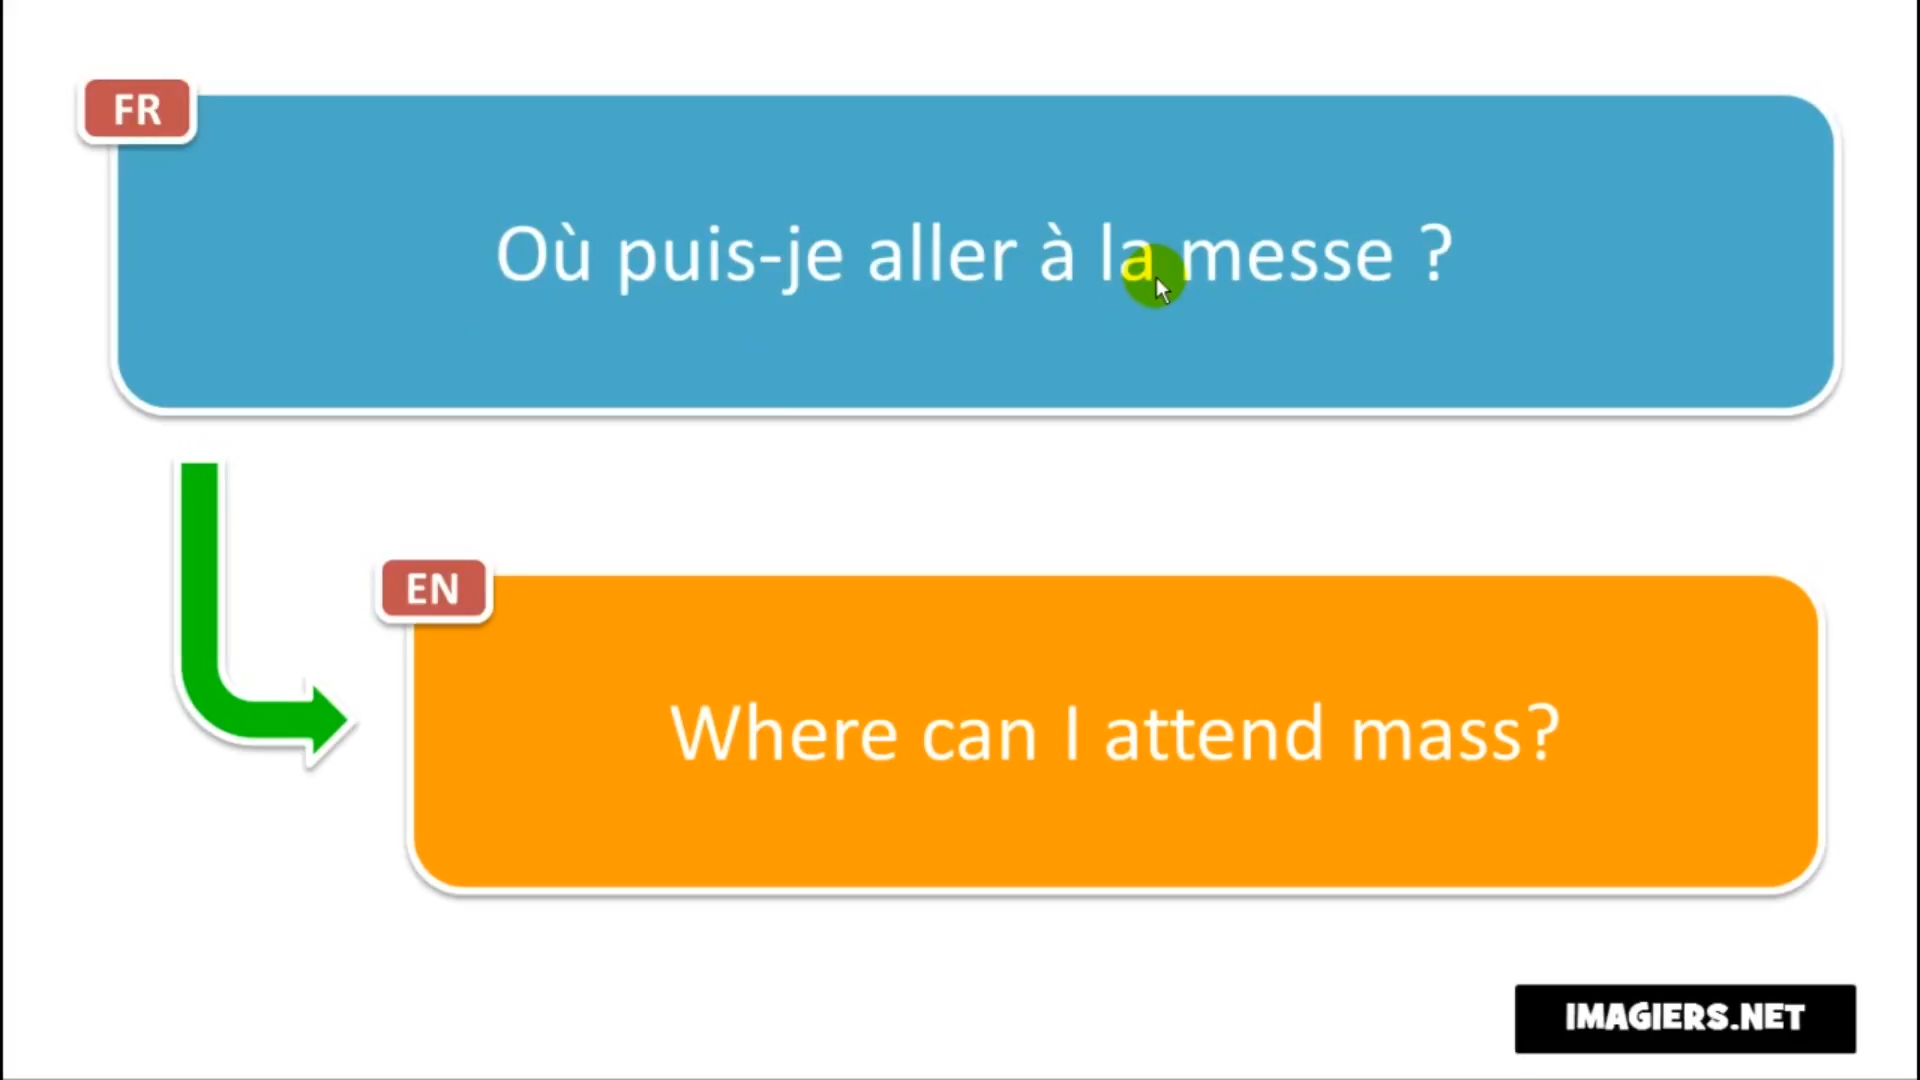 FR
Où puis-je aller à la messe ?
EN
Where can I attend mass?
IMAGIERS.NET